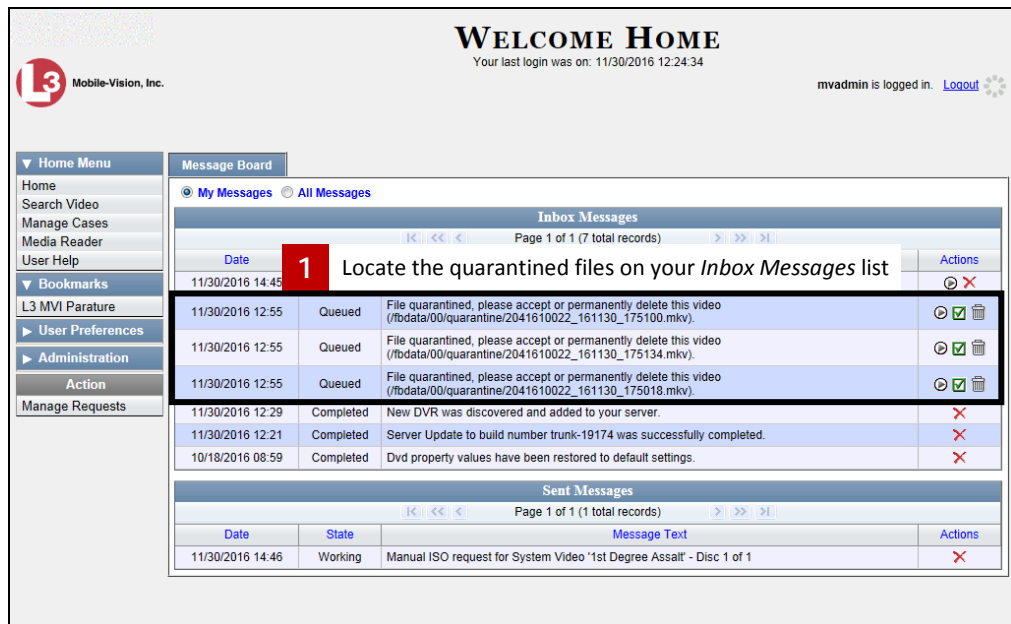 WELCOME HOME
Your last login was on: 11/30/2016 12:24:34
L3 Mobile-Vision, Inc.
mvadmin is logged in. Logout
▼ Home Menu
Home
Search Video
Manage Cases
Media Reader
User Help
▼ Bookmarks
L3 MVI Parature
▶ User Preferences
▶ Administration
Action
Manage Requests
Message Board
My Messages All Messages
Inbox Messages
|< << < Page 1 of 1 (7 total records) > >> >|
Date Actions
1 Locate the quarantined files on your Inbox Messages list
11/30/2016 14:45
11/30/2016 12:55 Queued File quarantined, please accept or permanently delete this video
(/fbdata/00/quarantine/2041610022_161130_175100.mkv).
11/30/2016 12:55 Queued File quarantined, please accept or permanently delete this video
(/fbdata/00/quarantine/2041610022_161130_175134.mkv).
11/30/2016 12:55 Queued File quarantined, please accept or permanently delete this video
(/fbdata/00/quarantine/2041610022_161130_175018.mkv).
11/30/2016 12:29 Completed New DVR was discovered and added to your server.
11/30/2016 12:21 Completed Server Update to build number trunk-19174 was successfully completed.
10/18/2016 08:59 Completed Dvd property values have been restored to default settings.
Sent Messages
|< << < Page 1 of 1 (1 total records) > >> >|
Date State Message Text Actions
11/30/2016 14:46 Working Manual ISO request for System Video '1st Degree Assalt' - Disc 1 of 1